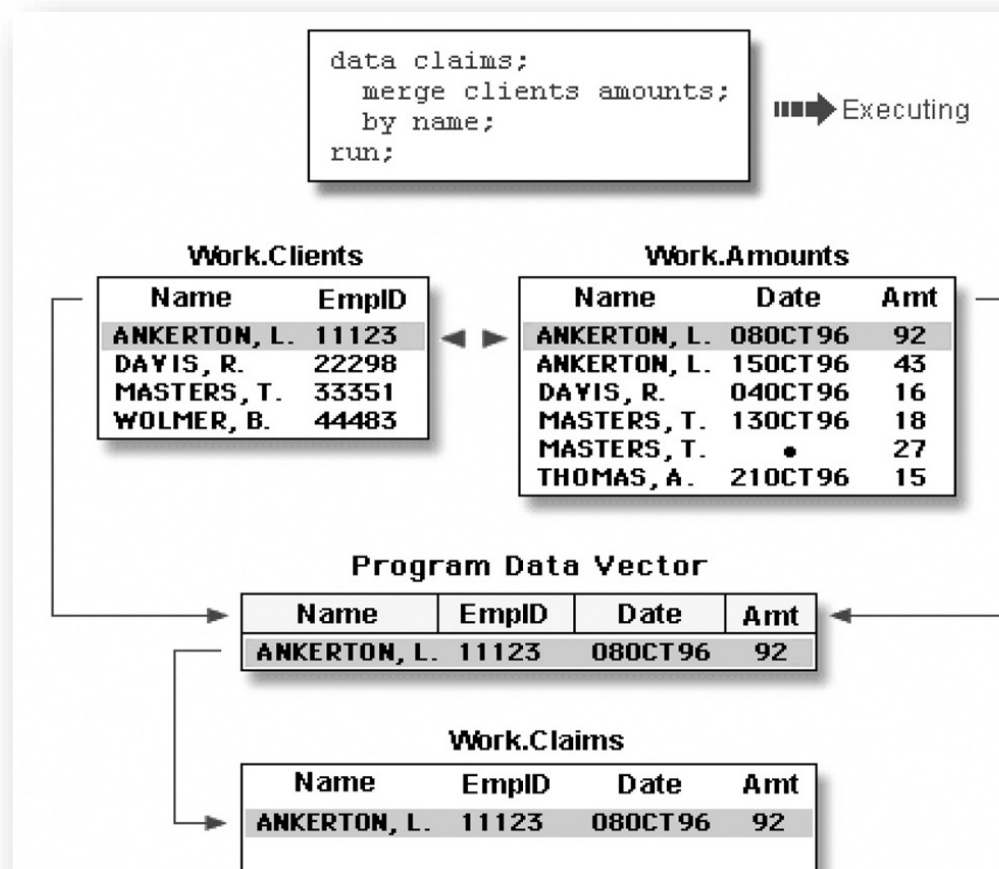 data claims;
merge clients amounts;
by name;
run;
Executing
Work.Clients
Name EmpID
ANKERTON, L. 11123
DAVIS, R. 22298
MASTERS, T. 33351
WOLMER, B. 44483
Work.Amounts
Name Date Amt
ANKERTON, L. 08OCT96 92
ANKERTON, L. 15OCT96 43
DAVIS, R. 04OCT96 16
MASTERS, T. 13OCT96 18
MASTERS, T. • 27
THOMAS, A. 21OCT96 15
Program Data Vector
Name EmpID Date Amt
ANKERTON, L. 11123 08OCT96 92
Work.Claims
Name EmpID Date Amt
ANKERTON, L. 11123 08OCT96 92